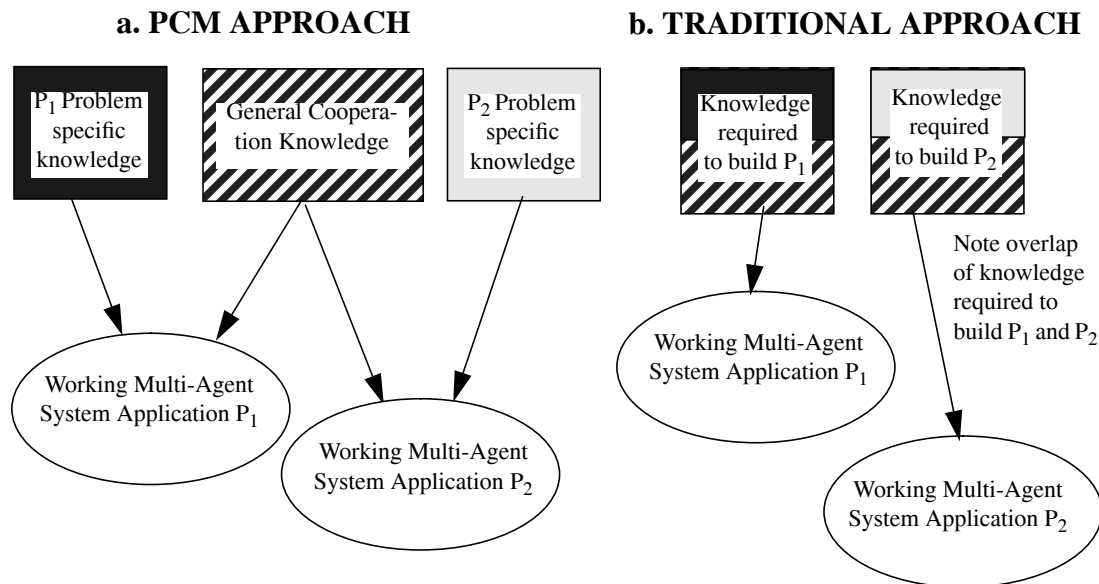 a. PCM APPROACH
P1 Problem
specific
knowledge
General Coopera-
tion Knowledge
P2 Problem
specific
knowledge
Working Multi-Agent
System Application P1
Working Multi-Agent
System Application P2
b. TRADITIONAL APPROACH
Knowledge
required
to build P1
Knowledge
required
to build P2
Note overlap
of knowledge
required to
build P1 and P2
Working Multi-Agent
System Application P1
Working Multi-Agent
System Application P2